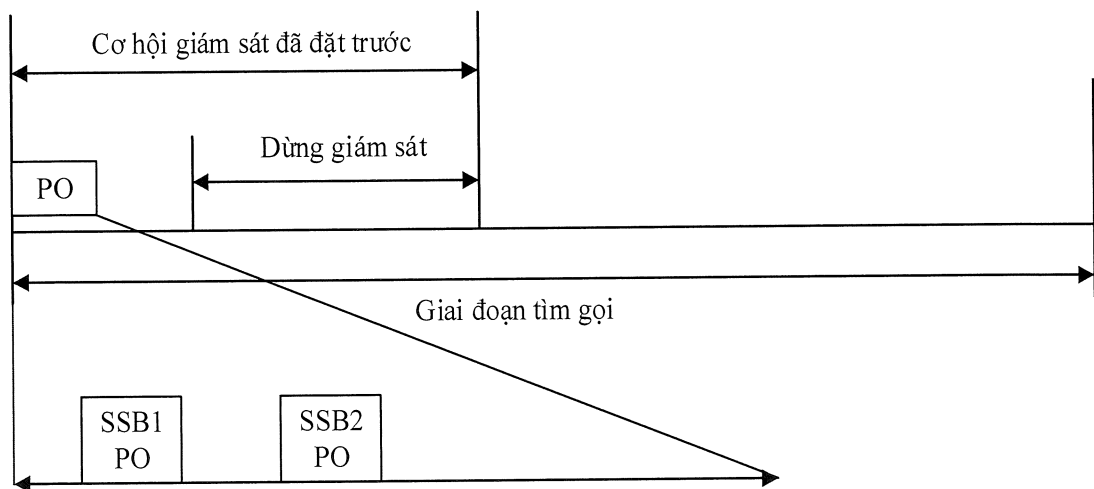 Cơ hội giám sát đã đặt trước
Dừng giám sát
PO
Giai đoạn tìm gọi
SSB1
PO
SSB2
PO